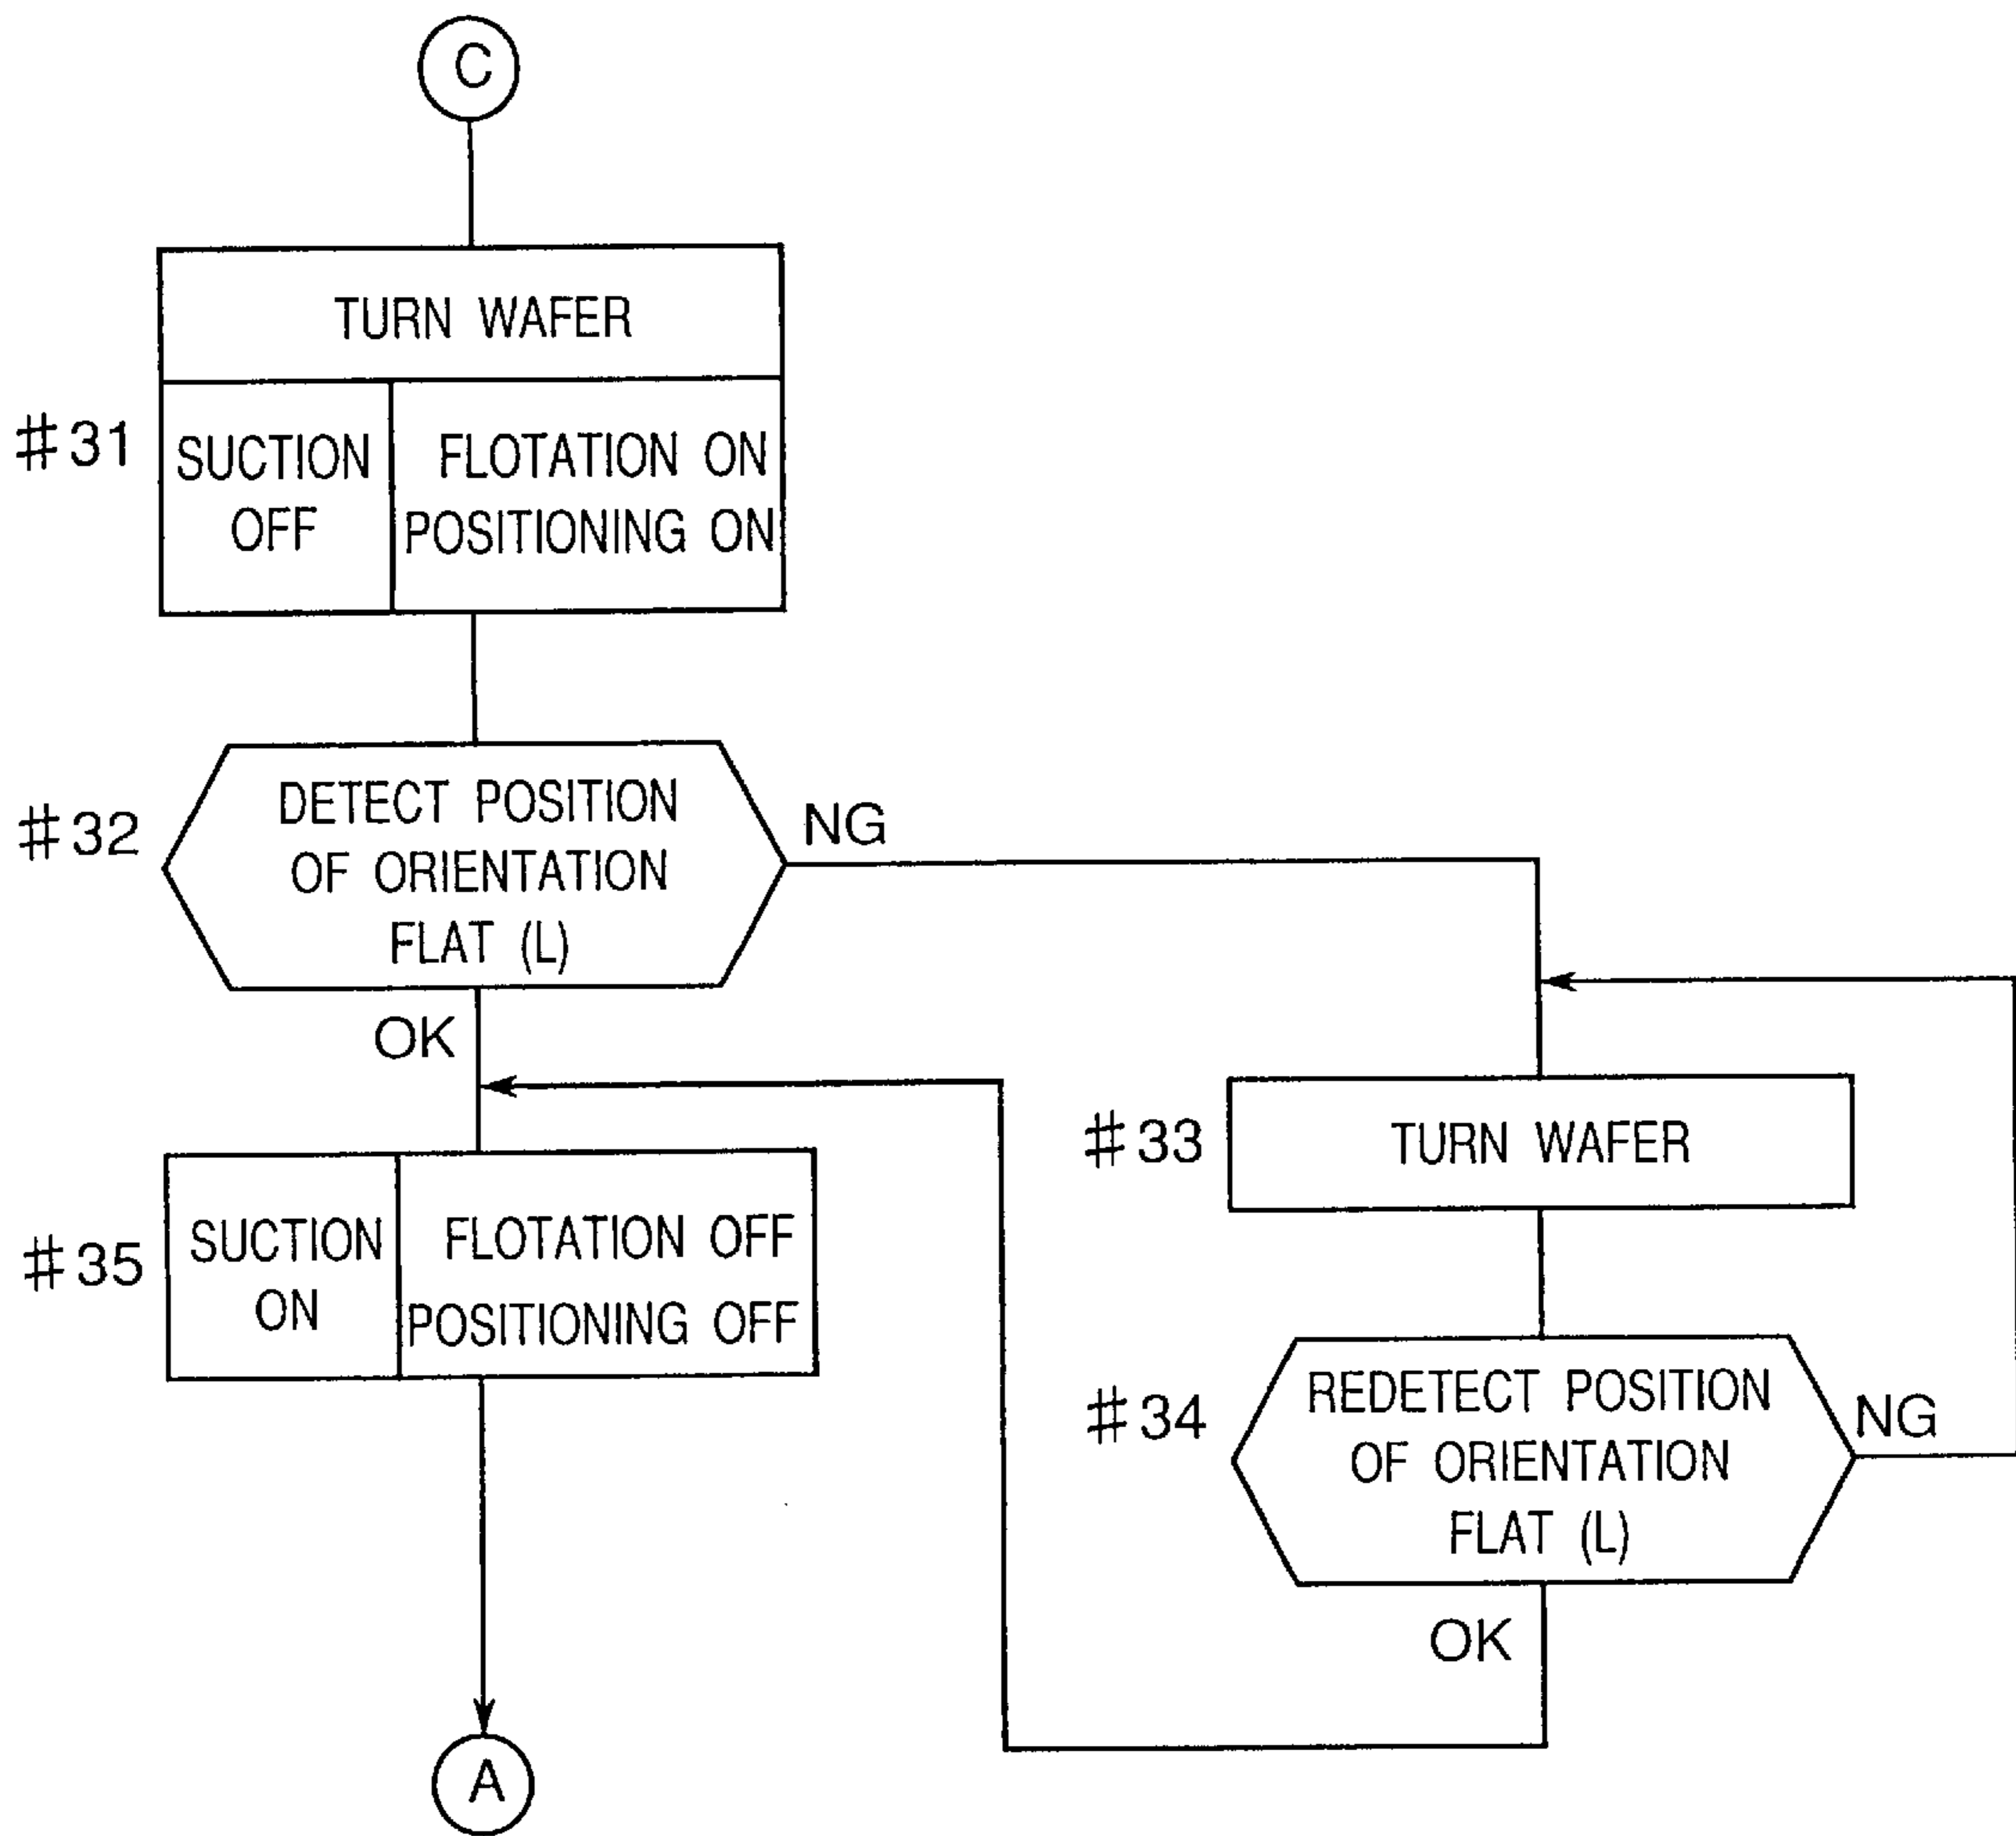 C
TURN WAFER
#31
SUCTION
OFF
FLOTATION ON
POSITIONING ON
#32
DETECT POSITION
OF ORIENTATION
FLAT (L)
NG
OK
#33
TURN WAFER
#35
SUCTION
ON
FLOTATION OFF
POSITIONING OFF
#34
REDETECT POSITION
OF ORIENTATION
FLAT (L)
NG
OK
A